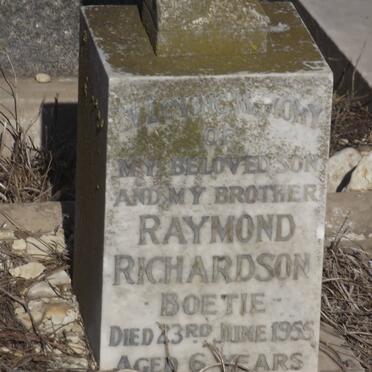 IN LOVING MEMORY
OF
MY BELOVED SON
AND MY BROTHER
RAYMOND
RICHARDSON
BOETIE
DIED 23RD JUNE 1955
AGED 6 YEARS